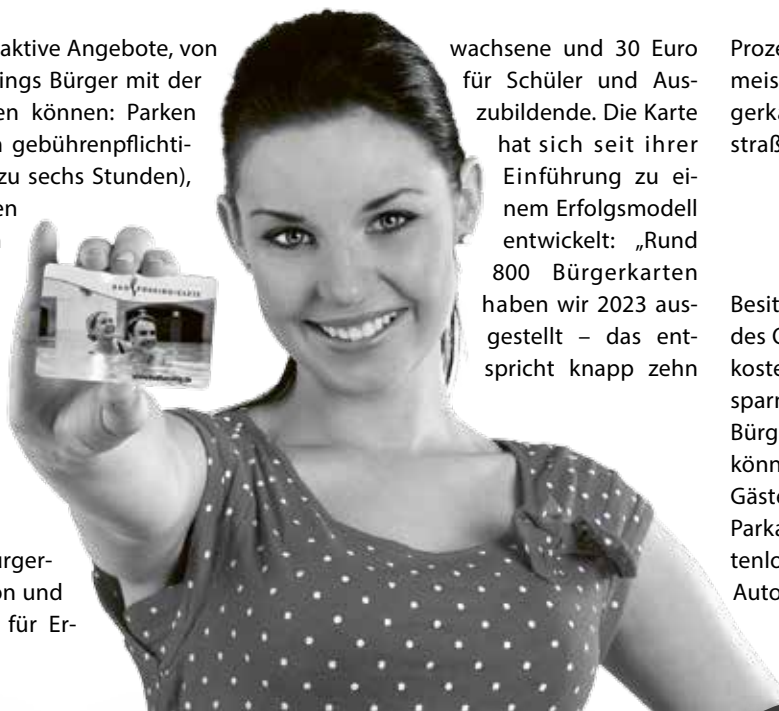 aktive Angebote, von
ings Bürger mit der
en können: Parken
gebührenpflichti-
zu sechs Stunden),
en
ürger-
on und
für Er-
wachsene und 30 Euro
für Schüler und Aus-
zubildende. Die Karte
hat sich seit ihrer
Einführung zu ei-
nem Erfolgsmodell
entwickelt: „Rund
800 Bürgerkarten
haben wir 2023 aus-
gestellt – das ent-
spricht knapp zehn
Proze
meis
gerka
straß
Besit
des G
koste
sparr
Bürg
könn
Gäste
Parka
tenlo
Auto